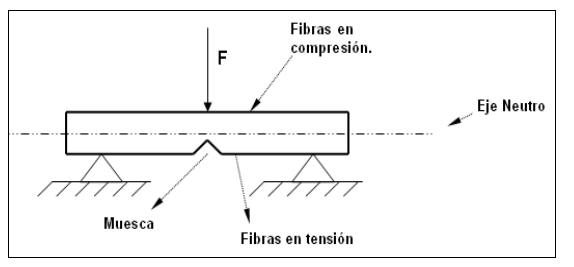 Fibras en
compresión.
F
Eje Neutro
Muesca
Fibras en tensión